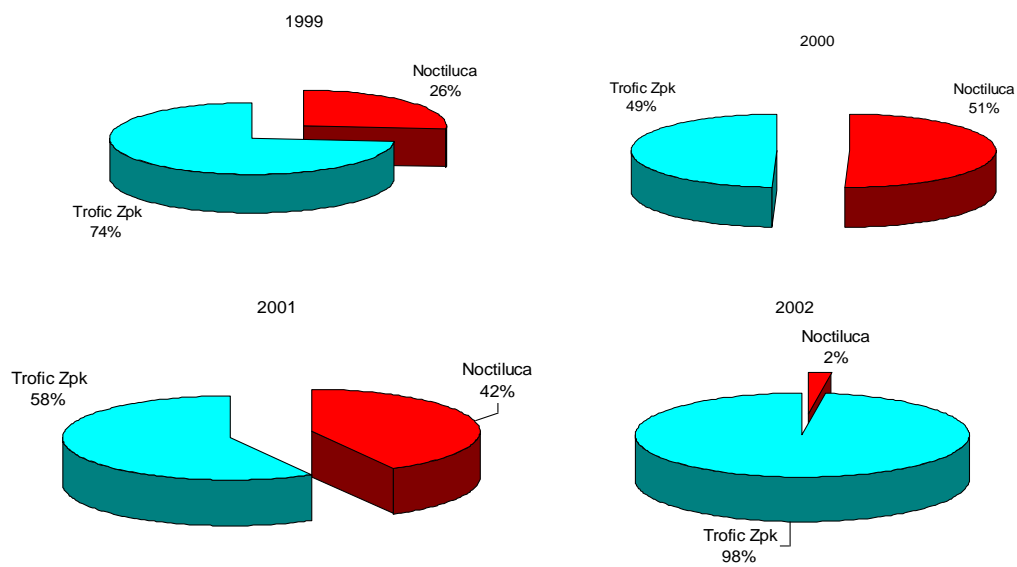 1999
Noctiluca
26%
Trofic Zpk
74%
2000
Trofic Zpk
49%
Noctiluca
51%
2001
Trofic Zpk
58%
Noctiluca
42%
2002
Noctiluca
2%
Trofic Zpk
98%